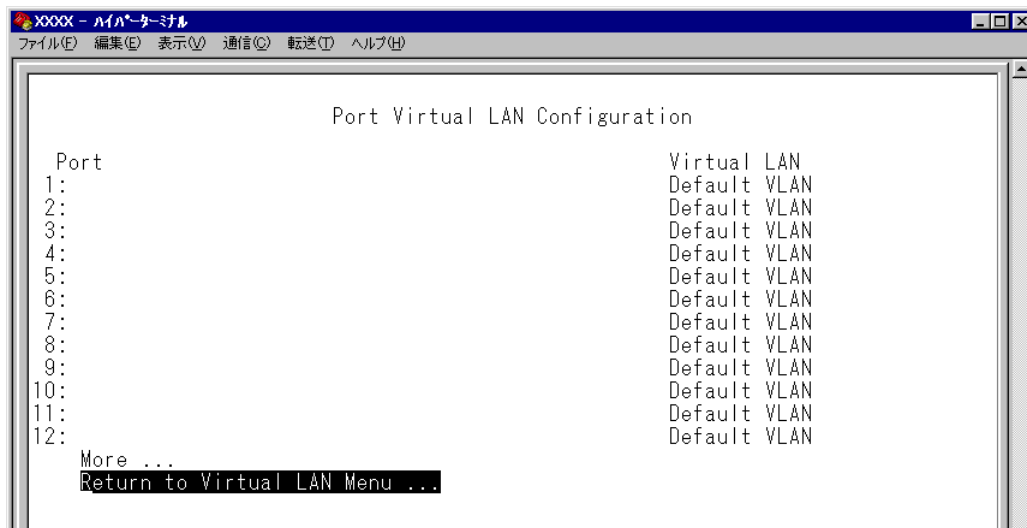 XXXX - ﾊｲﾊﾟｰﾀｰﾐﾅﾙ
ファイル(F) 編集(E) 表示(V) 通信(C) 転送(T) ヘルプ(H)
Port Virtual LAN Configuration
Port Virtual LAN
1: Default VLAN
2: Default VLAN
3: Default VLAN
4: Default VLAN
5: Default VLAN
6: Default VLAN
7: Default VLAN
8: Default VLAN
9: Default VLAN
10: Default VLAN
11: Default VLAN
12: Default VLAN
More ...
Return to Virtual LAN Menu ...